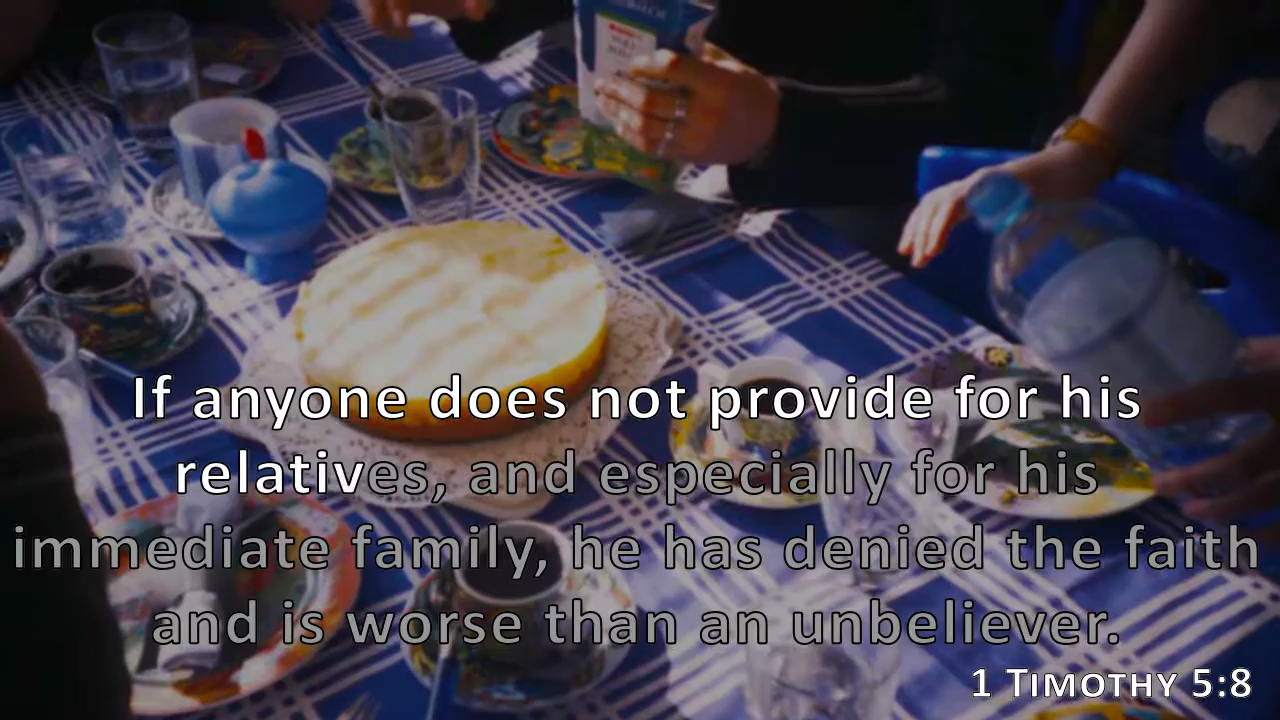 If anyone does not provide for his
relatives, and especially for his
immediate family, he has denied the faith
and is worse than an unbeliever.
1 Timothy 5:8